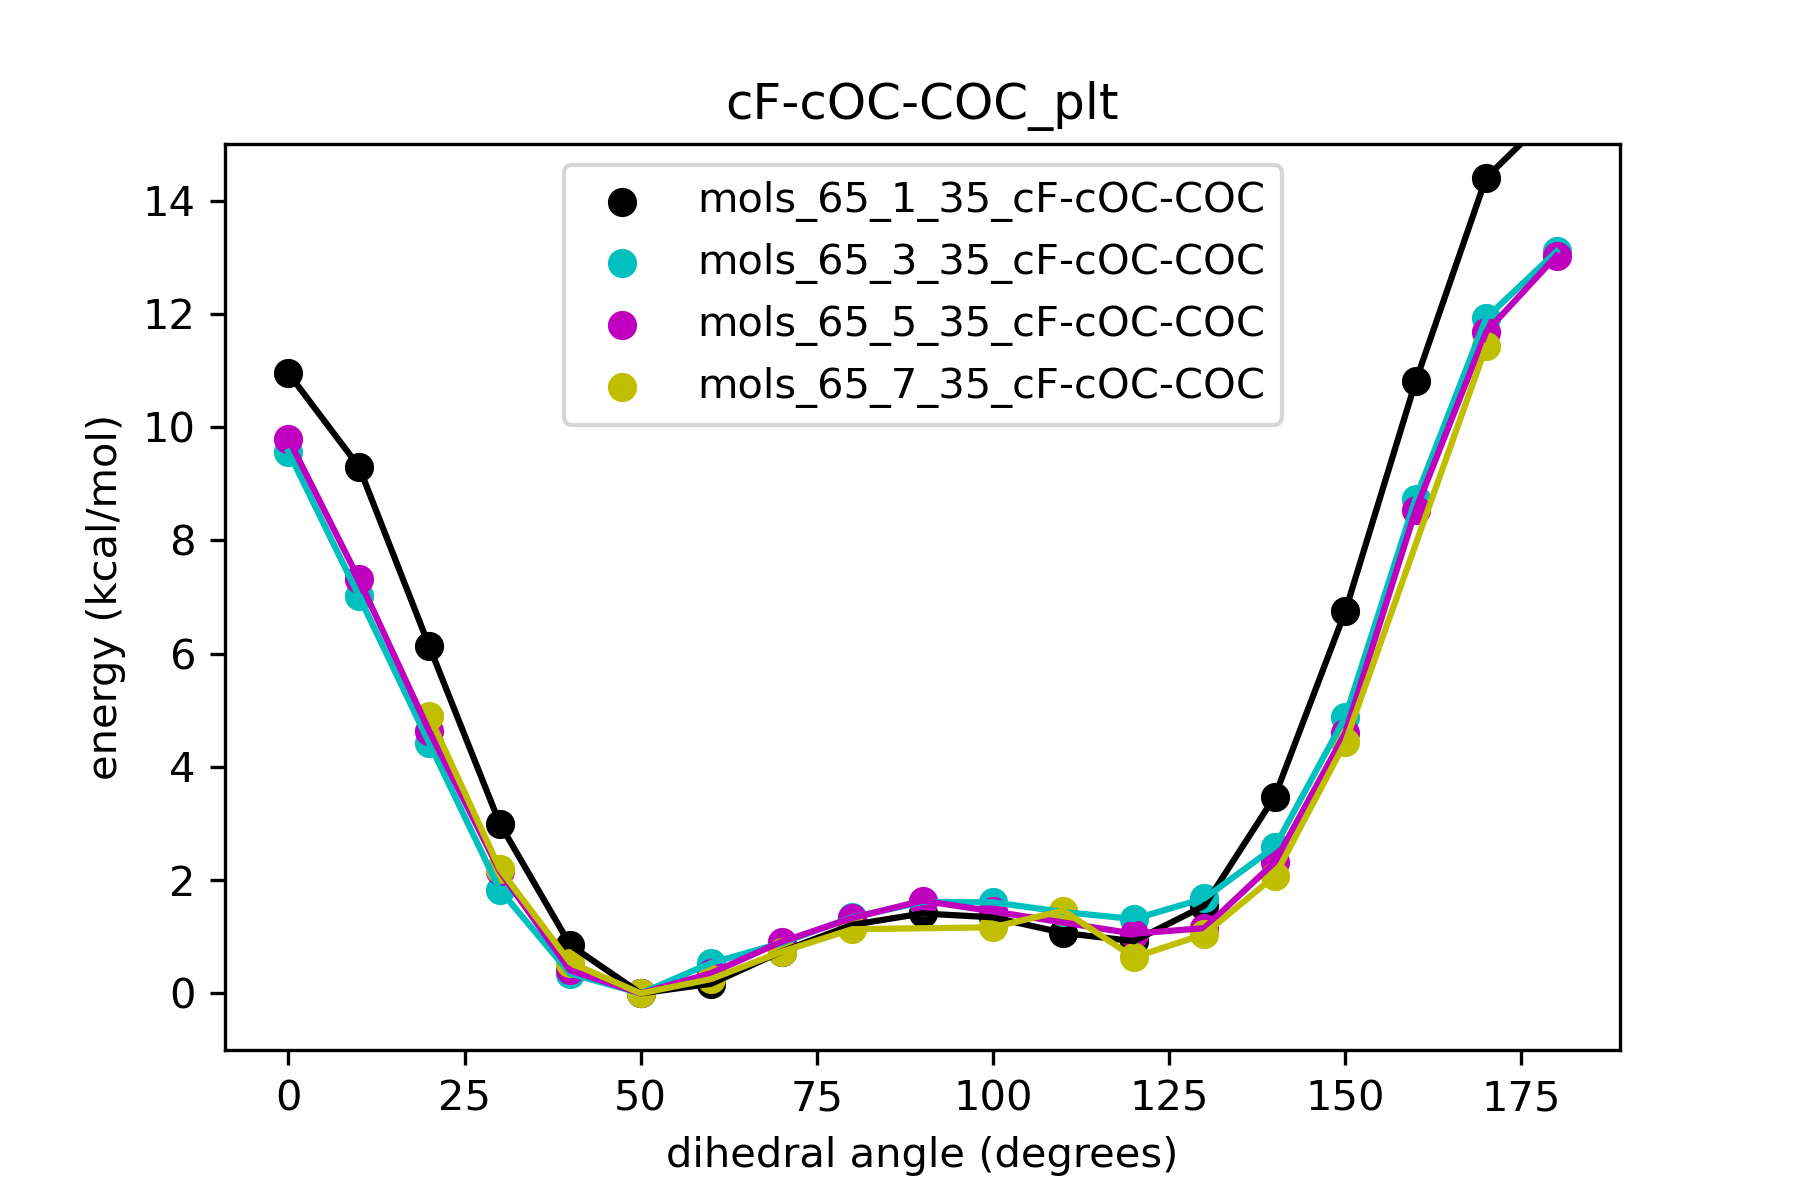 cF-cOC-COC_plt
mols_65_1_35_cF-cOC-COC
mols_65_3_35_cF-cOC-COC
mols_65_5_35_cF-cOC-COC
mols_65_7_35_cF-cOC-COC
energy (kcal/mol)
14
12
10
8
6
4
2
0
0 25 50 75 100 125 150 175
dihedral angle (degrees)